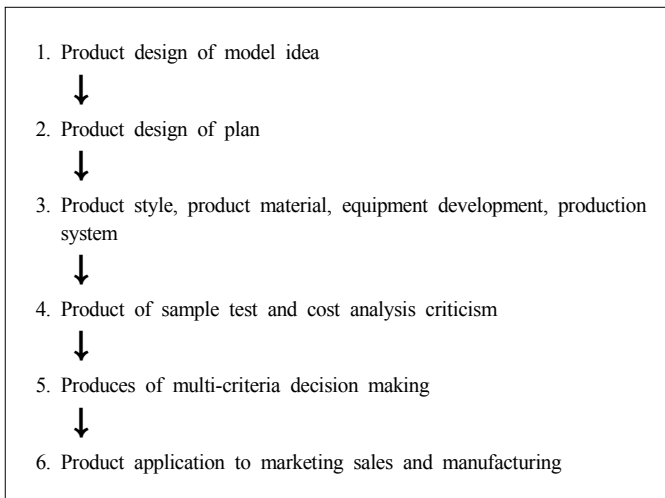 1. Product design of model idea
2. Product design of plan
3. Product style, product material, equipment development, production
system
4. Product of sample test and cost analysis criticism
5. Produces of multi-criteria decision making
6. Product application to marketing sales and manufacturing